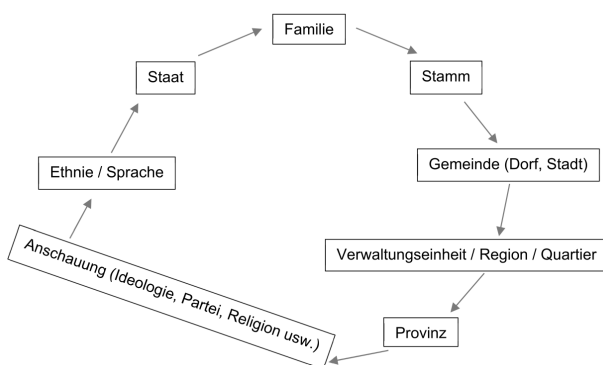 Familie
Stamm
Gemeinde (Dorf, Stadt)
Verwaltungseinheit / Region / Quartier
Provinz
Anschauung (Ideologie, Partei, Religion usw.)
Ethnie / Sprache
Staat